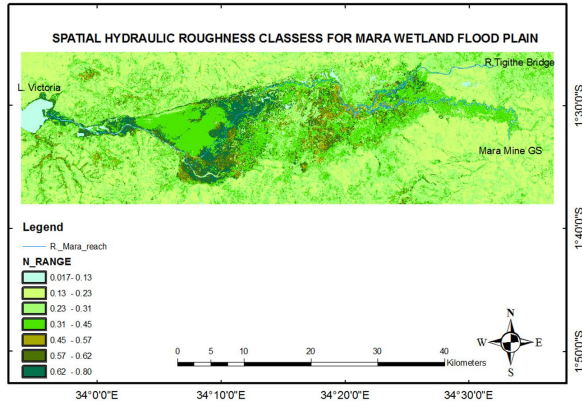 SPATIAL HYDRAULIC ROUGHNESS CLASSESS FOR MARA WETLAND FLOOD PLAIN
R.Tigithe Bridge
L. Victoria
1°30'0"S
Mara Mine GS
Legend
R._Mara_reach
N_RANGE
0.017 - 0.13
0.13 - 0.23
0.23 - 0.31
0.31 - 0.45
0.45 - 0.57
0.57 - 0.62
0.62 - 0.80
1°40'0"S
N
W E
S
0 5 10 20 30 40
Kilometers
1°50'0"S
34°0'0"E 34°10'0"E 34°20'0"E 34°30'0"E